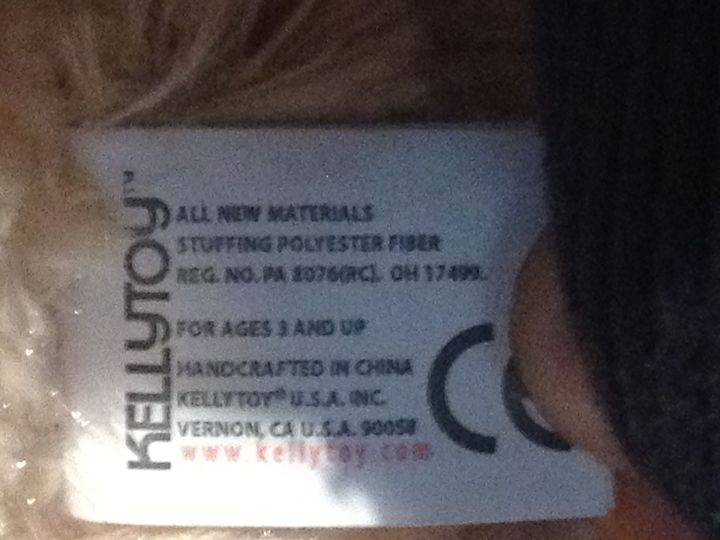 KELLYTOY™
ALL NEW MATERIALS
STUFFING POLYESTER FIBER
REG. NO. PA 8076(RC). OH 17499.
FOR AGES 3 AND UP
HANDCRAFTED IN CHINA
KELLYTOY® U.S.A. INC.
VERNON, CA U.S.A. 90058
www.kellytoy.com
CE